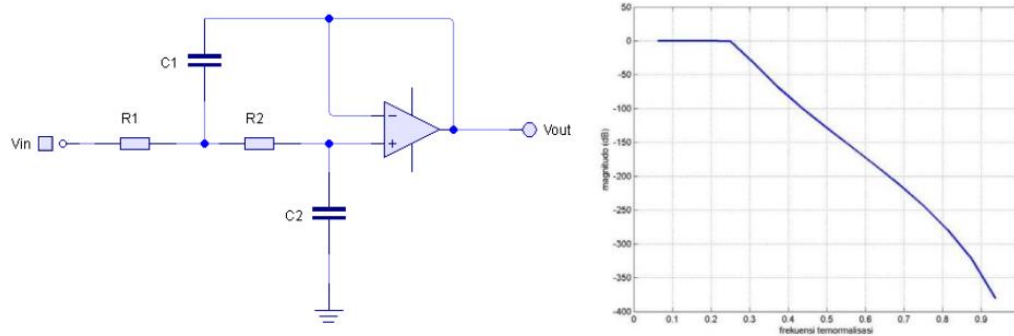 C1
R1
R2
Vin
−
+
Vout
C2
magnitudo (dB)
50
0
-50
-100
-150
-200
-250
-300
-350
-400
0 0.1 0.2 0.3 0.4 0.5 0.6 0.7 0.8 0.9
frekuensi ternormalisasi